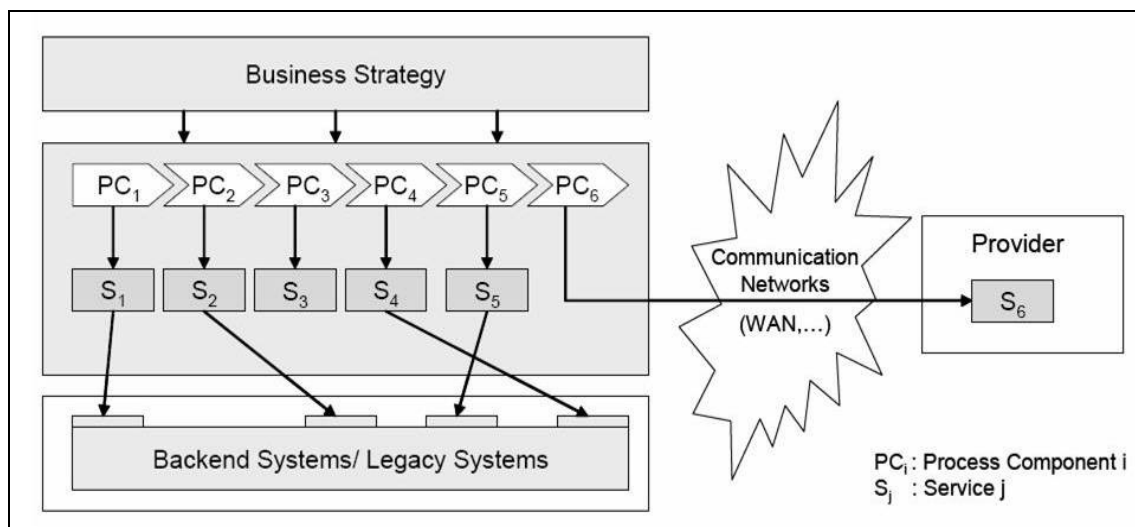 Business Strategy
PC₁ PC₂ PC₃ PC₄ PC₅ PC₆
S₁ S₂ S₃ S₄ S₅
Backend Systems/ Legacy Systems
Communication
Networks
(WAN,...)
Provider
S₆
PCᵢ : Process Component i
Sⱼ : Service j